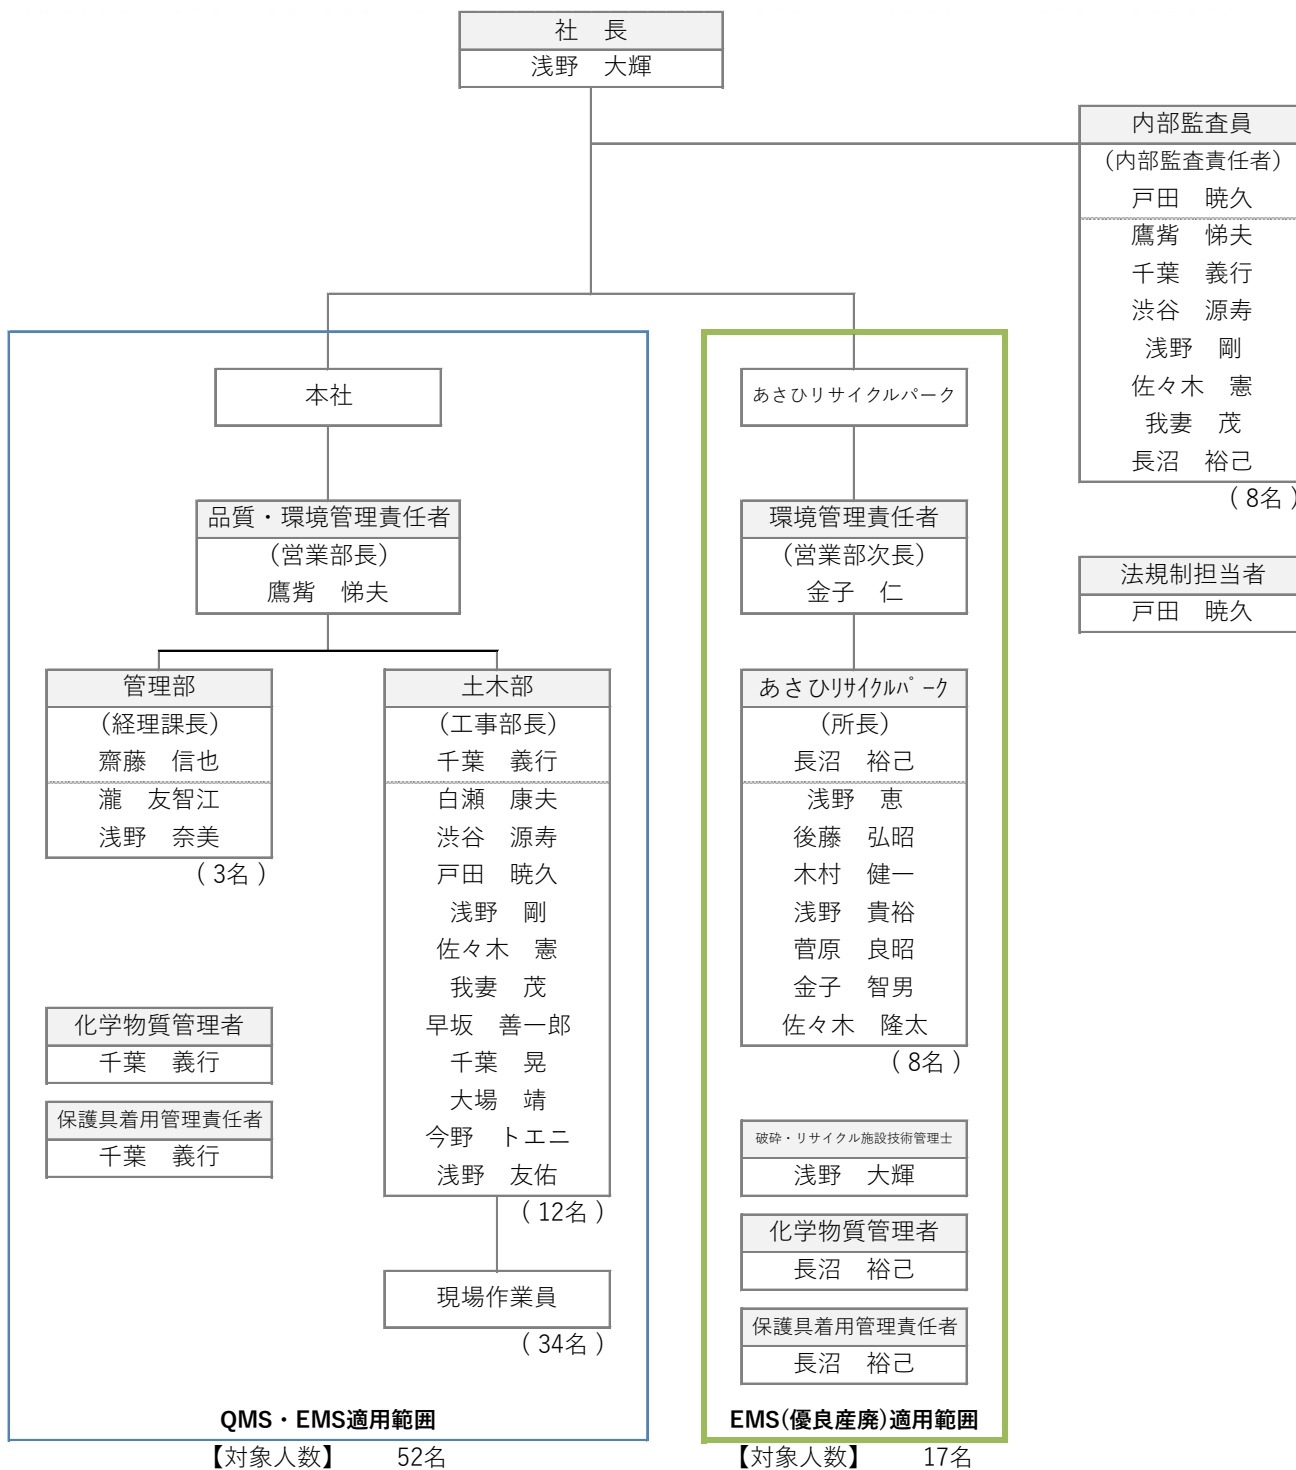 社　長
浅野　大輝
内部監査員
(内部監査責任者)
戸田　暁久
鷹觜　悌夫
千葉　義行
渋谷　源寿
浅野　剛
佐々木　憲
我妻　茂
長沼　裕己
( 8名 )
法規制担当者
戸田　暁久
本社
品質・環境管理責任者
(営業部長)
鷹觜　悌夫
管理部
(経理課長)
齋藤　信也
瀧　友智江
浅野　奈美
( 3名 )
化学物質管理者
千葉　義行
保護具着用管理責任者
千葉　義行
土木部
(工事部長)
千葉　義行
白瀬　康夫
渋谷　源寿
戸田　暁久
浅野　剛
佐々木　憲
我妻　茂
早坂　善一郎
千葉　晃
大場　靖
今野　トエニ
浅野　友佑
( 12名 )
現場作業員
( 34名 )
QMS・EMS適用範囲
【対象人数】　52名
あさひリサイクルパーク
環境管理責任者
(営業部次長)
金子　仁
あさひﾘｻｲｸﾙﾊﾟｰｸ
(所長)
長沼　裕己
浅野　恵
後藤　弘昭
木村　健一
浅野　貴裕
菅原　良昭
金子　智男
佐々木　隆太
( 8名 )
破砕・リサイクル施設技術管理士
浅野　大輝
化学物質管理者
長沼　裕己
保護具着用管理責任者
長沼　裕己
EMS(優良産廃)適用範囲
【対象人数】　17名